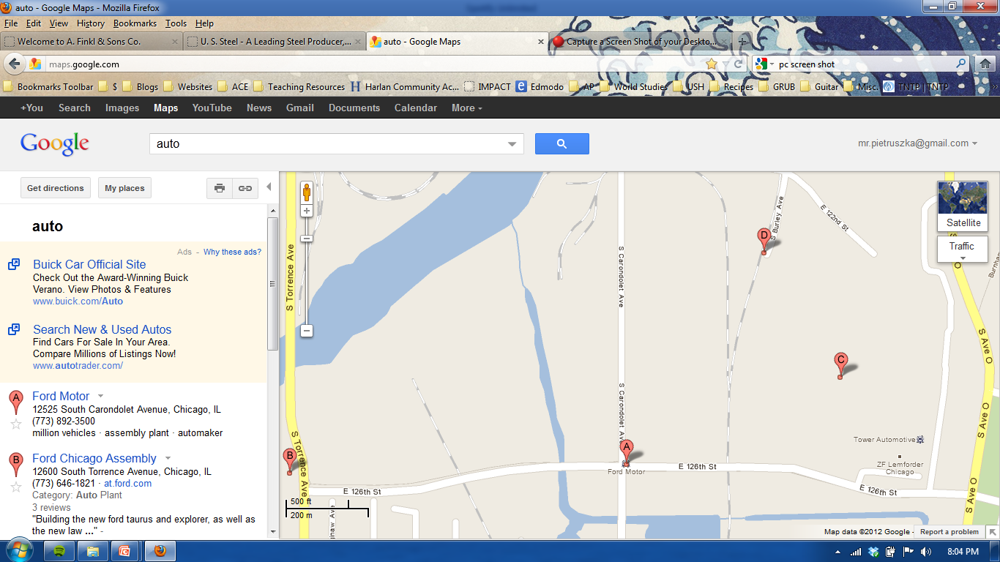 auto - Google Maps - Mozilla Firefox
File Edit View History Bookmarks Tools Help
Welcome to A. Finkl & Sons Co.
U. S. Steel - A Leading Steel Producer,...
auto - Google Maps
Capture a Screen Shot of your Deskto...
maps.google.com
pc screen shot
Bookmarks Toolbar $ Blogs Websites ACE Teaching Resources H Harlan Community Ac... IMPACT Edmodo AP World Studies USH Recipes GRUB Guitar Misc. TNTP | TNTP
+You Search Images Maps YouTube News Gmail Documents Calendar More
Google
auto
mr.pietruszka@gmail.com
Get directions
My places
auto
Ads - Why these ads?
Buick Car Official Site
Check Out the Award-Winning Buick
Verano. View Photos & Features
www.buick.com/Auto
Search New & Used Autos
Find Cars For Sale In Your Area.
Compare Millions of Listings Now!
www.autotrader.com/
A
Ford Motor
12525 South Carondolet Avenue, Chicago, IL
(773) 892-3500
million vehicles · assembly plant · automaker
B
Ford Chicago Assembly
12600 South Torrence Avenue, Chicago, IL
(773) 646-1821 · at.ford.com
Category: Auto Plant
3 reviews
"Building the new ford taurus and explorer, as well as
the new law ..." -
Satellite
Traffic
S Torrence Ave
S Torrence Ave
S Carondolet Ave
S Carondolet Ave
S Burley Ave
E 122nd St
D
C
A
B
Ford Motor
E 126th St
E 126th St
E 126th St
Tower Automotive
ZF Lemforder
Chicago
S Ave O
S Ave O
S Ave O
500 ft
200 m
Map data ©2012 Google -
Report a problem
8:04 PM